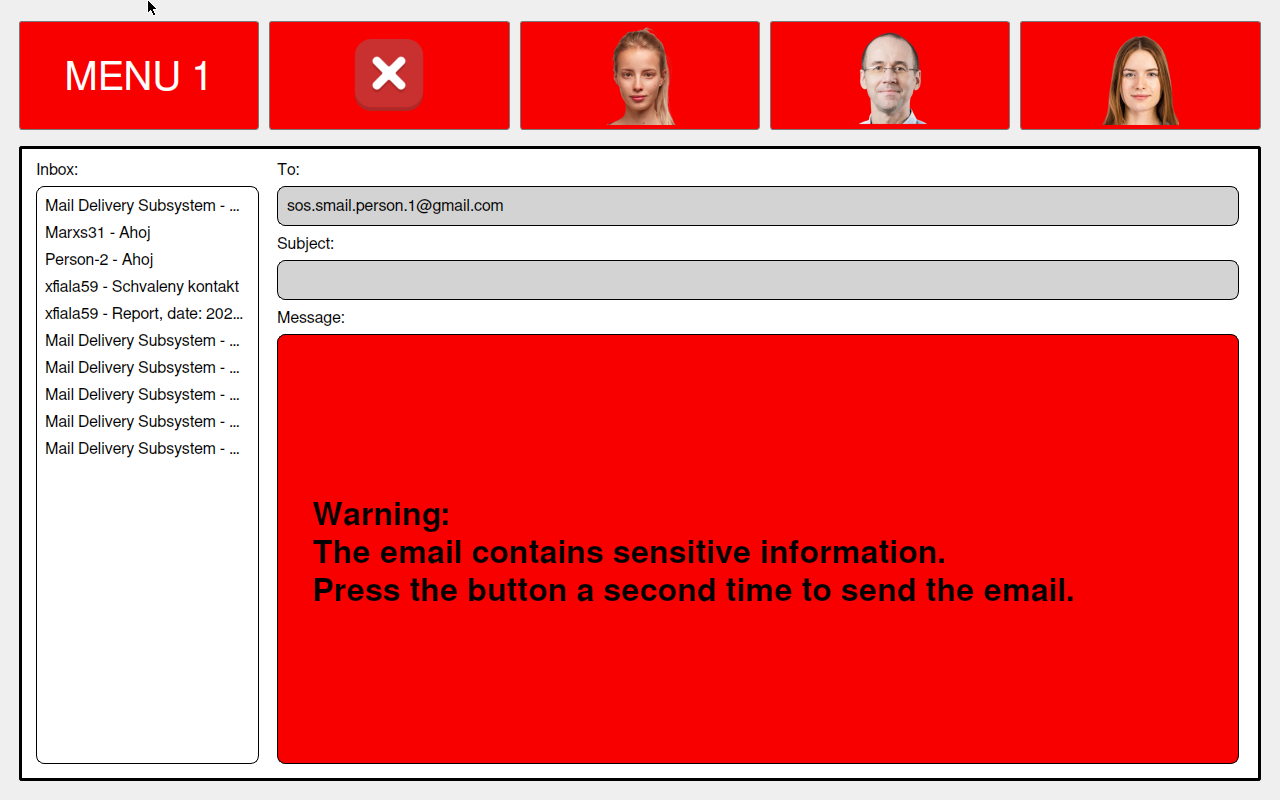 MENU 1
Inbox:
Mail Delivery Subsystem - ...
Marxs31 - Ahoj
Person-2 - Ahoj
xfiala59 - Schvaleny kontakt
xfiala59 - Report, date: 202...
Mail Delivery Subsystem - ...
Mail Delivery Subsystem - ...
Mail Delivery Subsystem - ...
Mail Delivery Subsystem - ...
Mail Delivery Subsystem - ...
To:
sos.smail.person.1@gmail.com
Subject:
Message:
Warning:
The email contains sensitive information.
Press the button a second time to send the email.